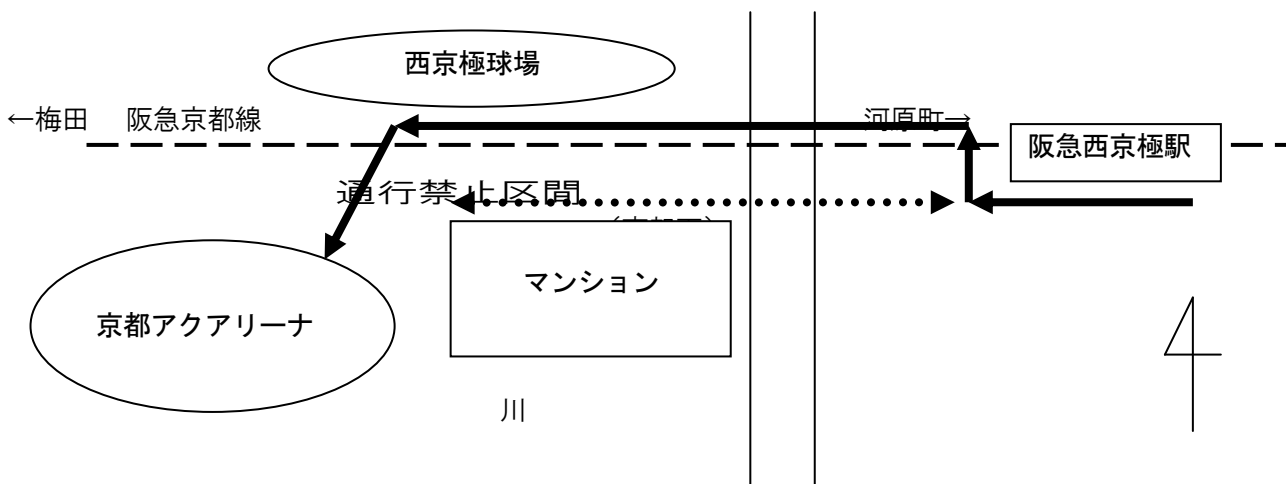 西京極球場
←梅田 阪急京都線
河原町→
阪急西京極駅
通行禁止区間
マンション
京都アクアリーナ
川